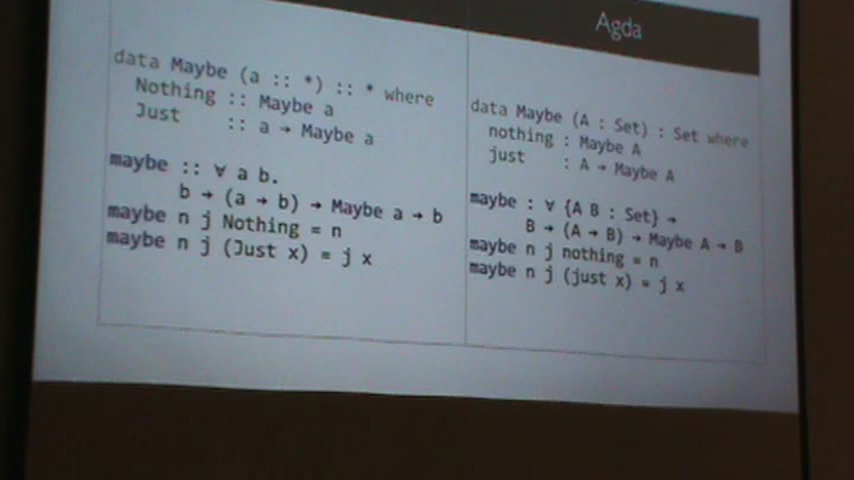 Agda
data Maybe (a :: *) :: * where
Nothing :: Maybe a
Just :: a → Maybe a
maybe :: ∀ a b.
b → (a → b) → Maybe a → b
maybe n j Nothing = n
maybe n j (Just x) = j x
data Maybe (A : Set) : Set where
nothing : Maybe A
just : A → Maybe A
maybe : ∀ {A B : Set} →
B → (A → B) → Maybe A → B
maybe n j nothing = n
maybe n j (just x) = j x